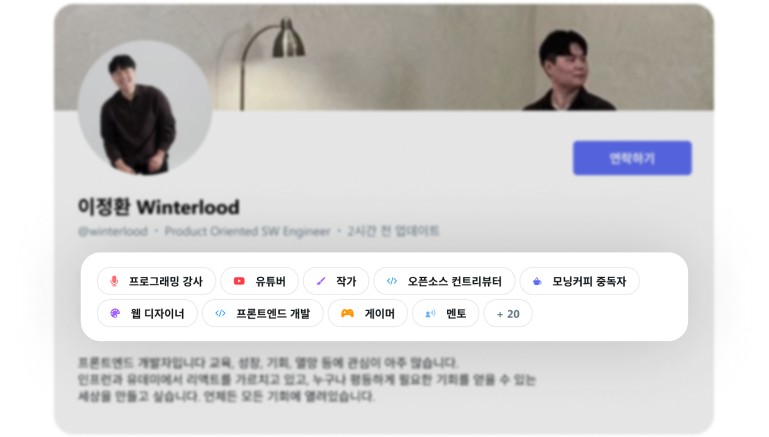 연락하기
이정환 Winterlood
@winterlood · Product Oriented SW Engineer · 2시간 전 업데이트
프로그래밍 강사 유튜버 작가 오픈소스 컨트리뷰터 모닝커피 중독자
웹 디자이너 프론트엔드 개발 게이머 멘토 + 20
프론트엔드 개발자입니다 교육, 성장, 기회, 열망 등에 관심이 아주 많습니다.
인프런과 유데미에서 리액트를 가르치고 있고, 누구나 평등하게 필요한 기회를 얻을 수 있는
세상을 만들고 싶습니다. 언제든 모든 기회에 열려있습니다.